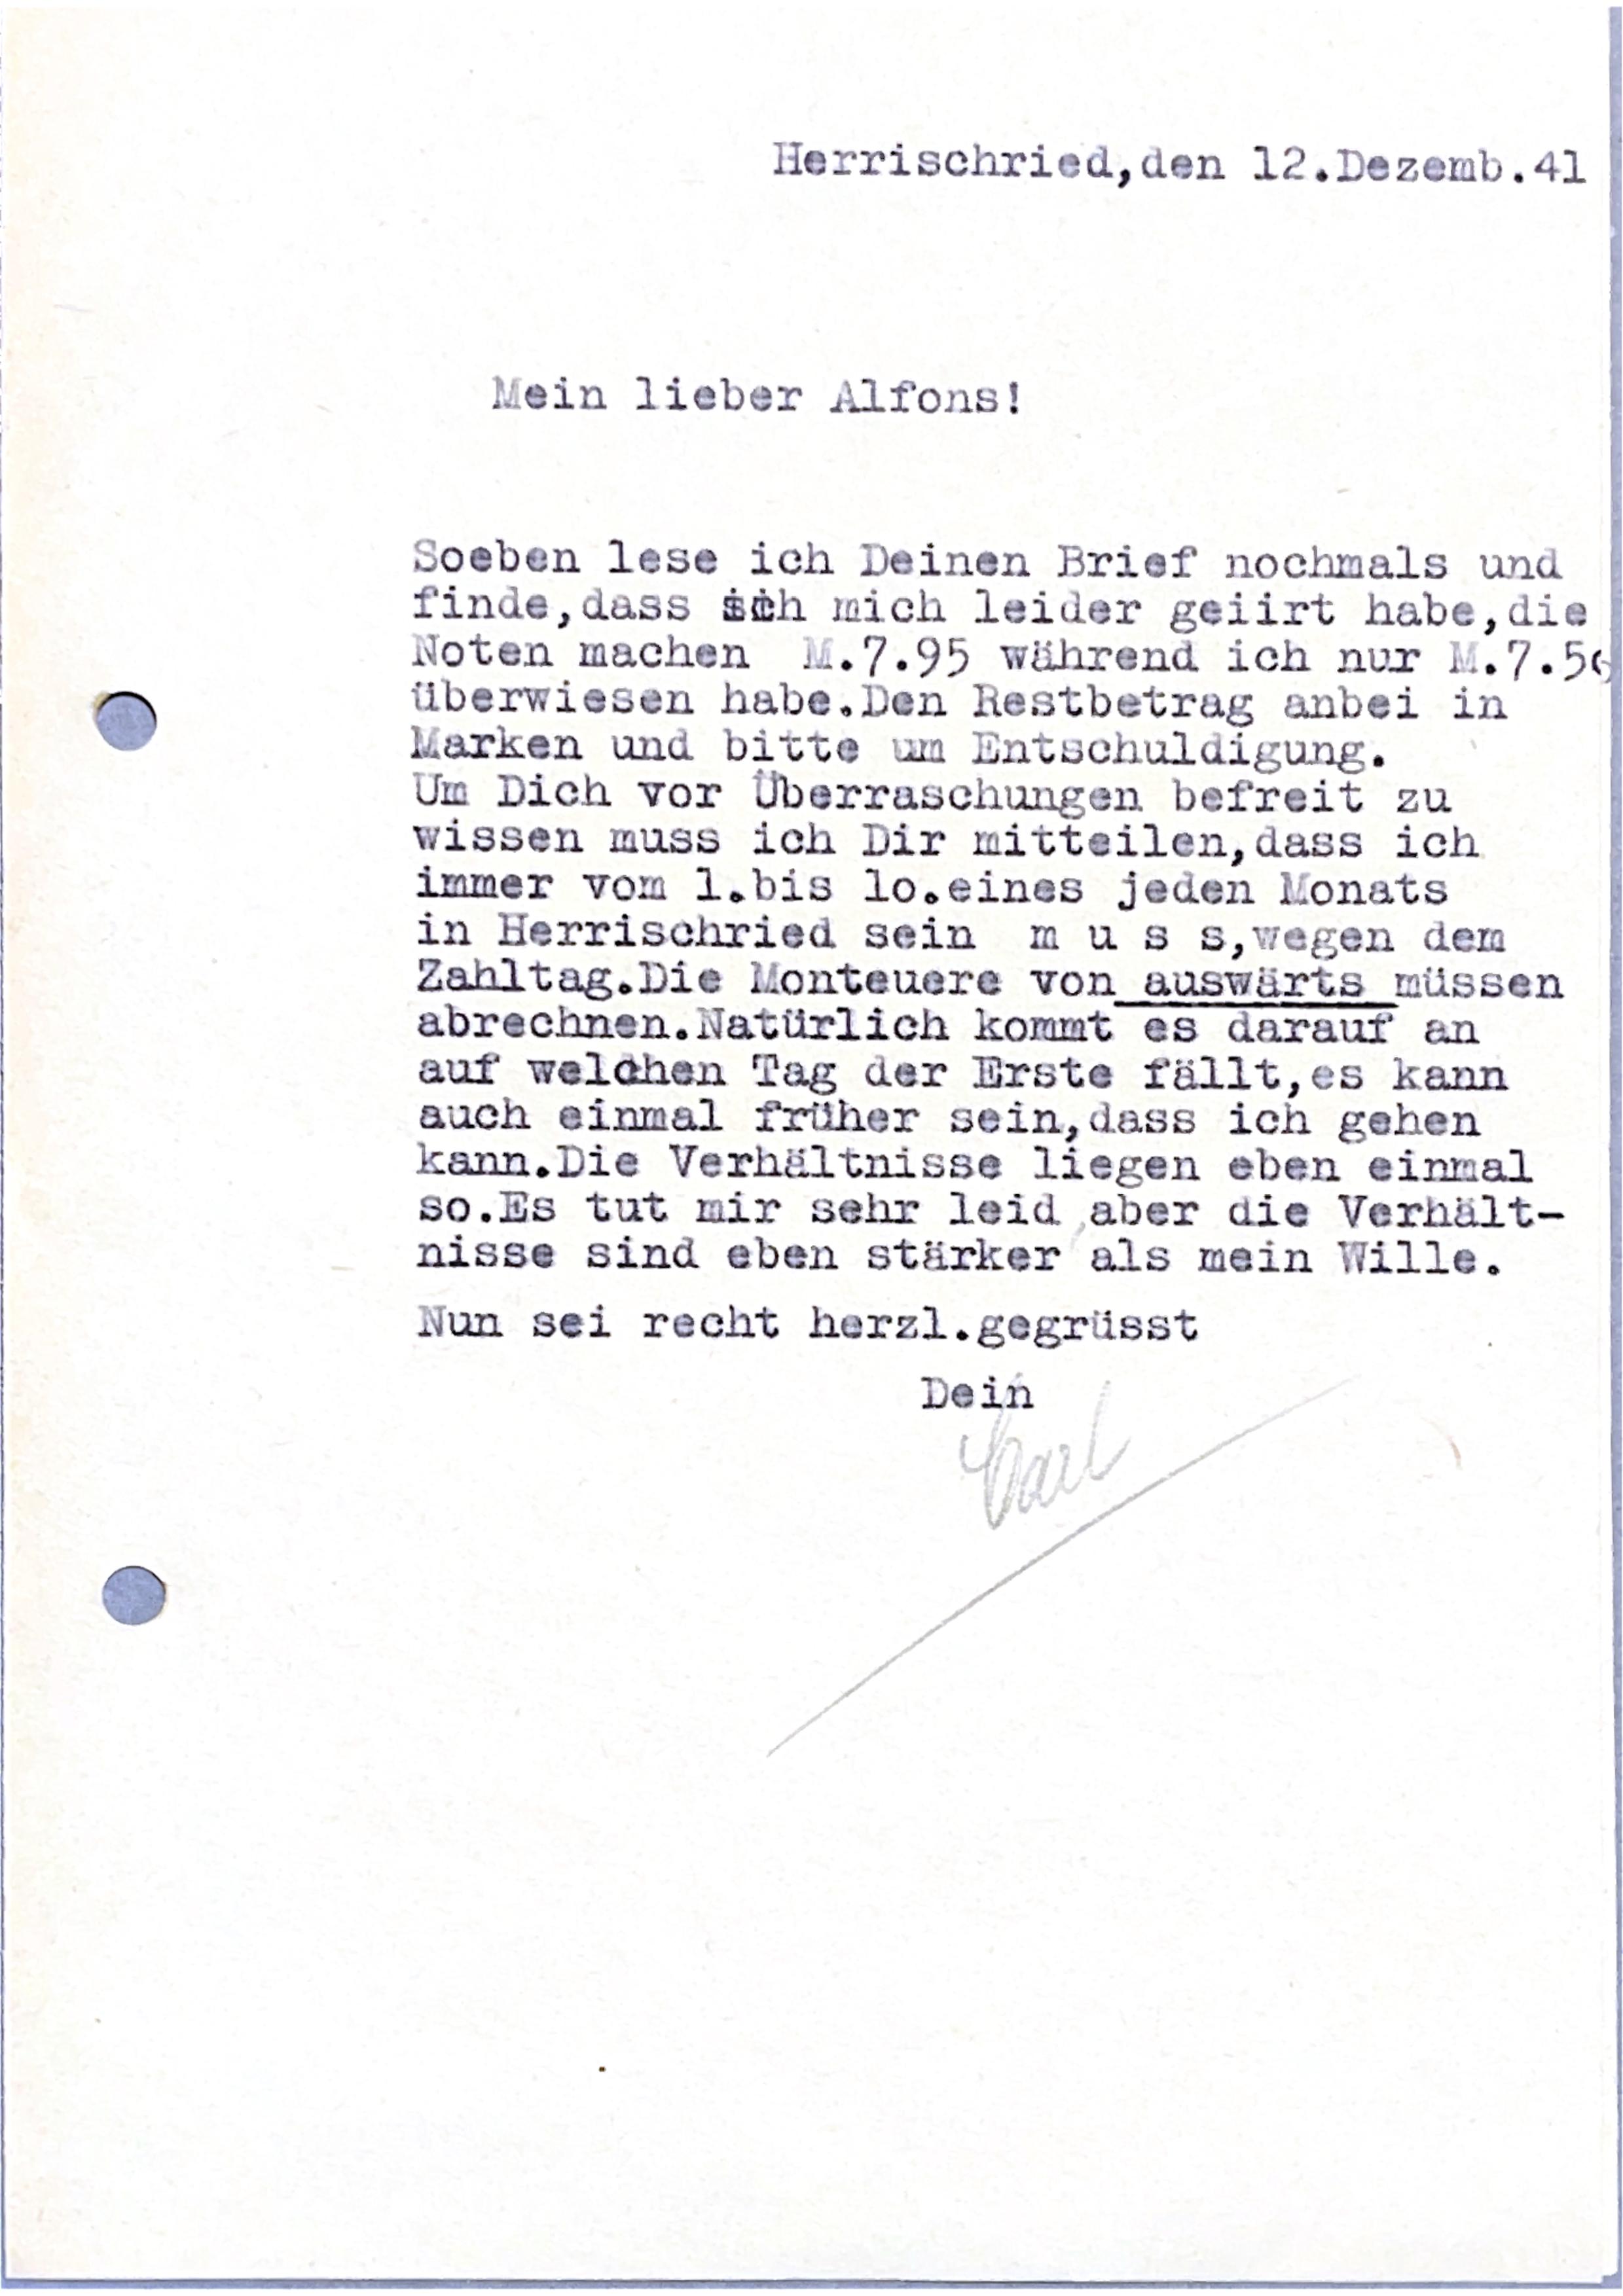 Herrischried,den 12.Dezemb.41
Mein lieber Alfons!
Soeben lese ich Deinen Brief nochmals und
finde,dass ich mich leider geiirt habe,die
Noten machen M.7.95 während ich nur M.7.56
überwiesen habe.Den Restbetrag anbei in
Marken und bitte um Entschuldigung.
Um Dich vor Überraschungen befreit zu
wissen muss ich Dir mitteilen,dass ich
immer vom 1.bis 1o.eines jeden Monats
in Herrischried sein m u s s,wegen dem
Zahltag.Die Monteuere von auswärts müssen
abrechnen.Natürlich kommt es darauf an
auf welchen Tag der Erste fällt,es kann
auch einmal früher sein,dass ich gehen
kann.Die Verhältnisse liegen eben einmal
so.Es tut mir sehr leid,aber die Verhält-
nisse sind eben stärker als mein Wille.
Nun sei recht herzl.gegrüsst
Dein
Carl